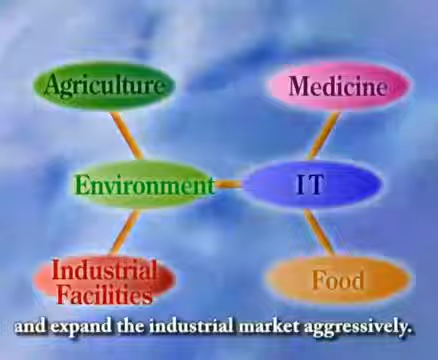 Agriculture
Medicine
Environment
IT
Industrial
Facilities
Food
and expand the industrial market aggressively.